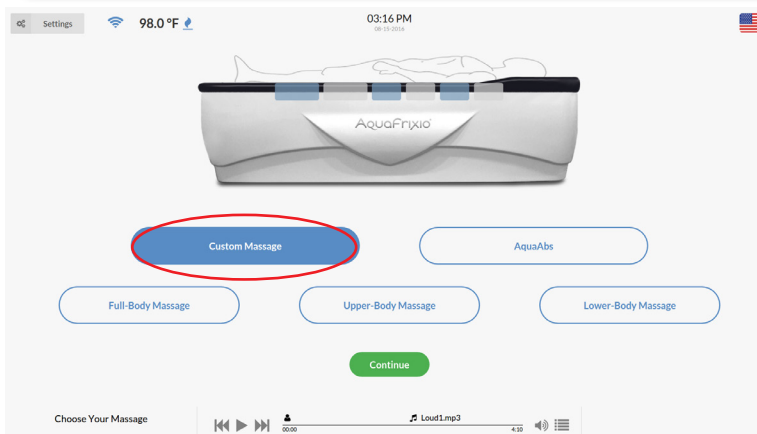 Settings
98.0 °F
03:16 PM
08-15-2016
AquaFrixio
Custom Massage
AquaAbs
Full-Body Massage
Upper-Body Massage
Lower-Body Massage
Continue
Choose Your Massage
Loud1.mp3
00:00
4:10